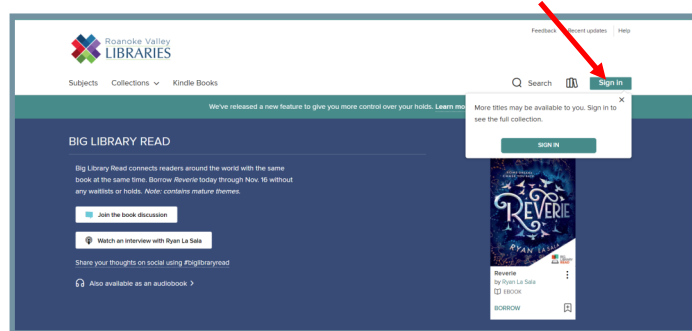 Feedback Recent updates Help
Roanoke Valley
LIBRARIES
Subjects Collections Kindle Books Search Sign in
We've released a new feature to give you more control over your holds. Learn mo
More titles may be available to you. Sign in to
see the full collection.
SIGN IN
BIG LIBRARY READ
Big Library Read connects readers around the world with the same
book at the same time. Borrow Reverie today through Nov. 16 without
any waitlists or holds. Note: contains mature themes.
Join the book discussion
Watch an interview with Ryan La Sala
Share your thoughts on social using #biglibraryread
Also available as an audiobook >
REVERIE
RYAN LA SALA
BIG
LIBRARY
READ
Reverie
by Ryan La Sala
EBOOK
BORROW